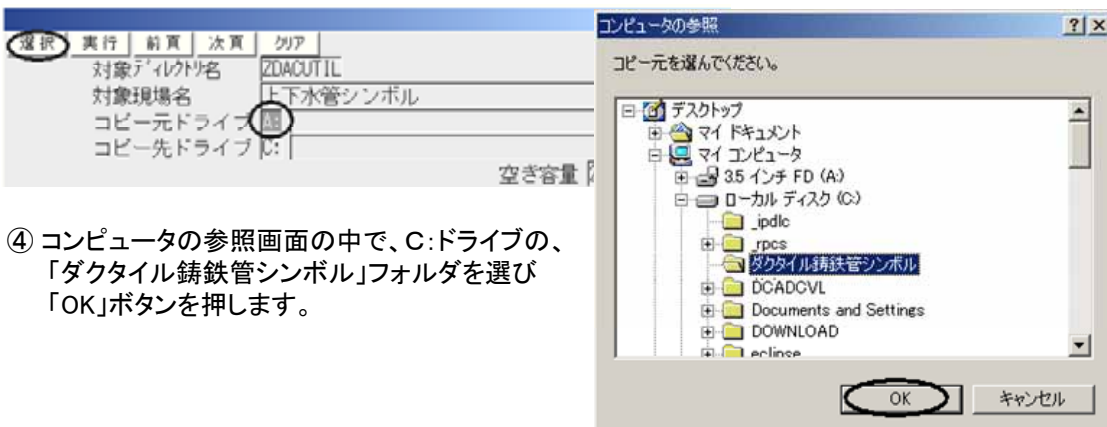 選択 実行 前頁 次頁 クリア
対象ディレクトリ名 ZDACUTIL
対象現場名 上下水管シンボル
コピー元ドライブ A:
コピー先ドライブ C:
空き容量
④ コンピュータの参照画面の中で、C:ドライブの、
「ダクタイル鋳鉄管シンボル」フォルダを選び
「OK」ボタンを押します。
コンピュータの参照
コピー元を選んでください。
デスクトップ
マイ ドキュメント
マイ コンピュータ
3.5 インチ FD (A:)
ローカル ディスク (C:)
_ipdlc
_rpcs
ダクタイル鋳鉄管シンボル
DCADCVL
Documents and Settings
DOWNLOAD
eclipse
OK キャンセル